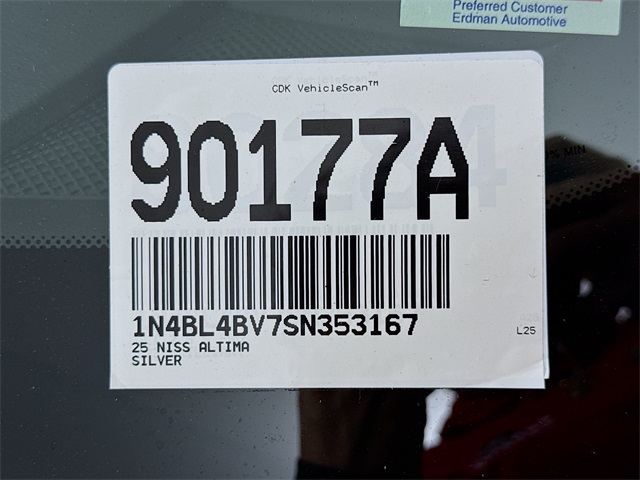 Preferred Customer
Erdman Automotive
CDK VehicleScan™
90177A
1N4BL4BV7SN353167
25 NISS ALTIMA
SILVER
L25